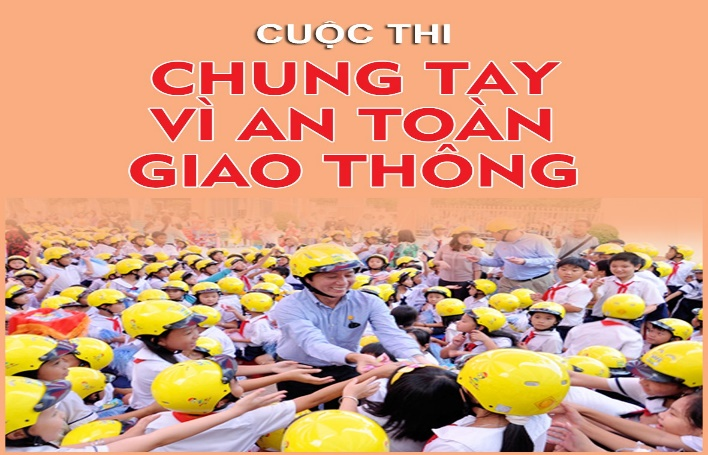 CUỘC THI
CHUNG TAY
VÌ AN TOÀN
GIAO THÔNG